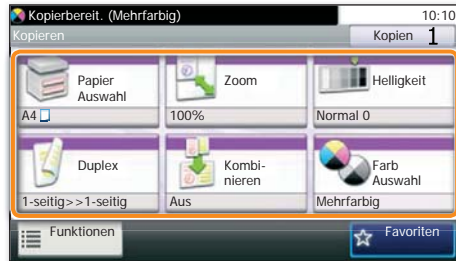 Kopierbereit. (Mehrfarbig) 10:10
Kopieren Kopien 1
Papier Auswahl
A4
Zoom
100%
Helligkeit
Normal 0
Duplex
1-seitig>>1-seitig
Kombi-
nieren
Aus
Farb
Auswahl
Mehrfarbig
Funktionen
Favoriten